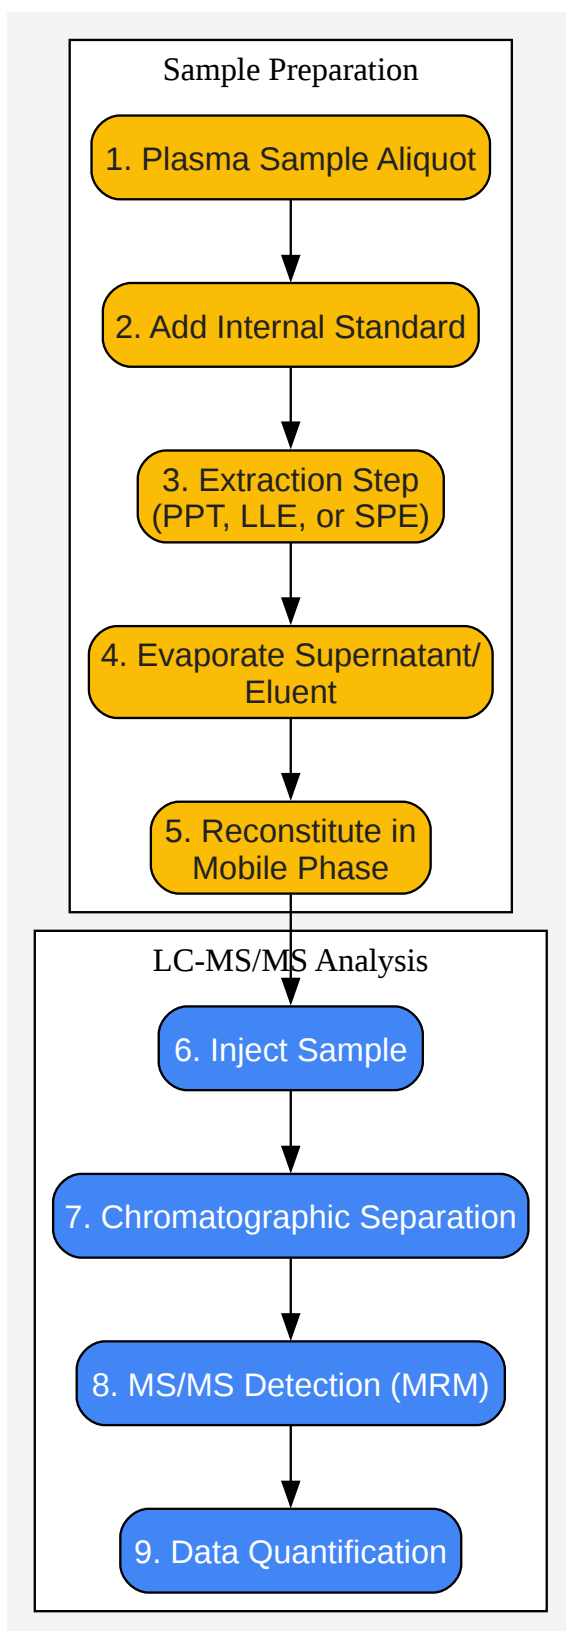 Sample Preparation
1. Plasma Sample Aliquot
2. Add Internal Standard
3. Extraction Step
(PPT, LLE, or SPE)
4. Evaporate Supernatant/
Eluent
5. Reconstitute in
Mobile Phase
LC-MS/MS Analysis
6. Inject Sample
7. Chromatographic Separation
8. MS/MS Detection (MRM)
9. Data Quantification